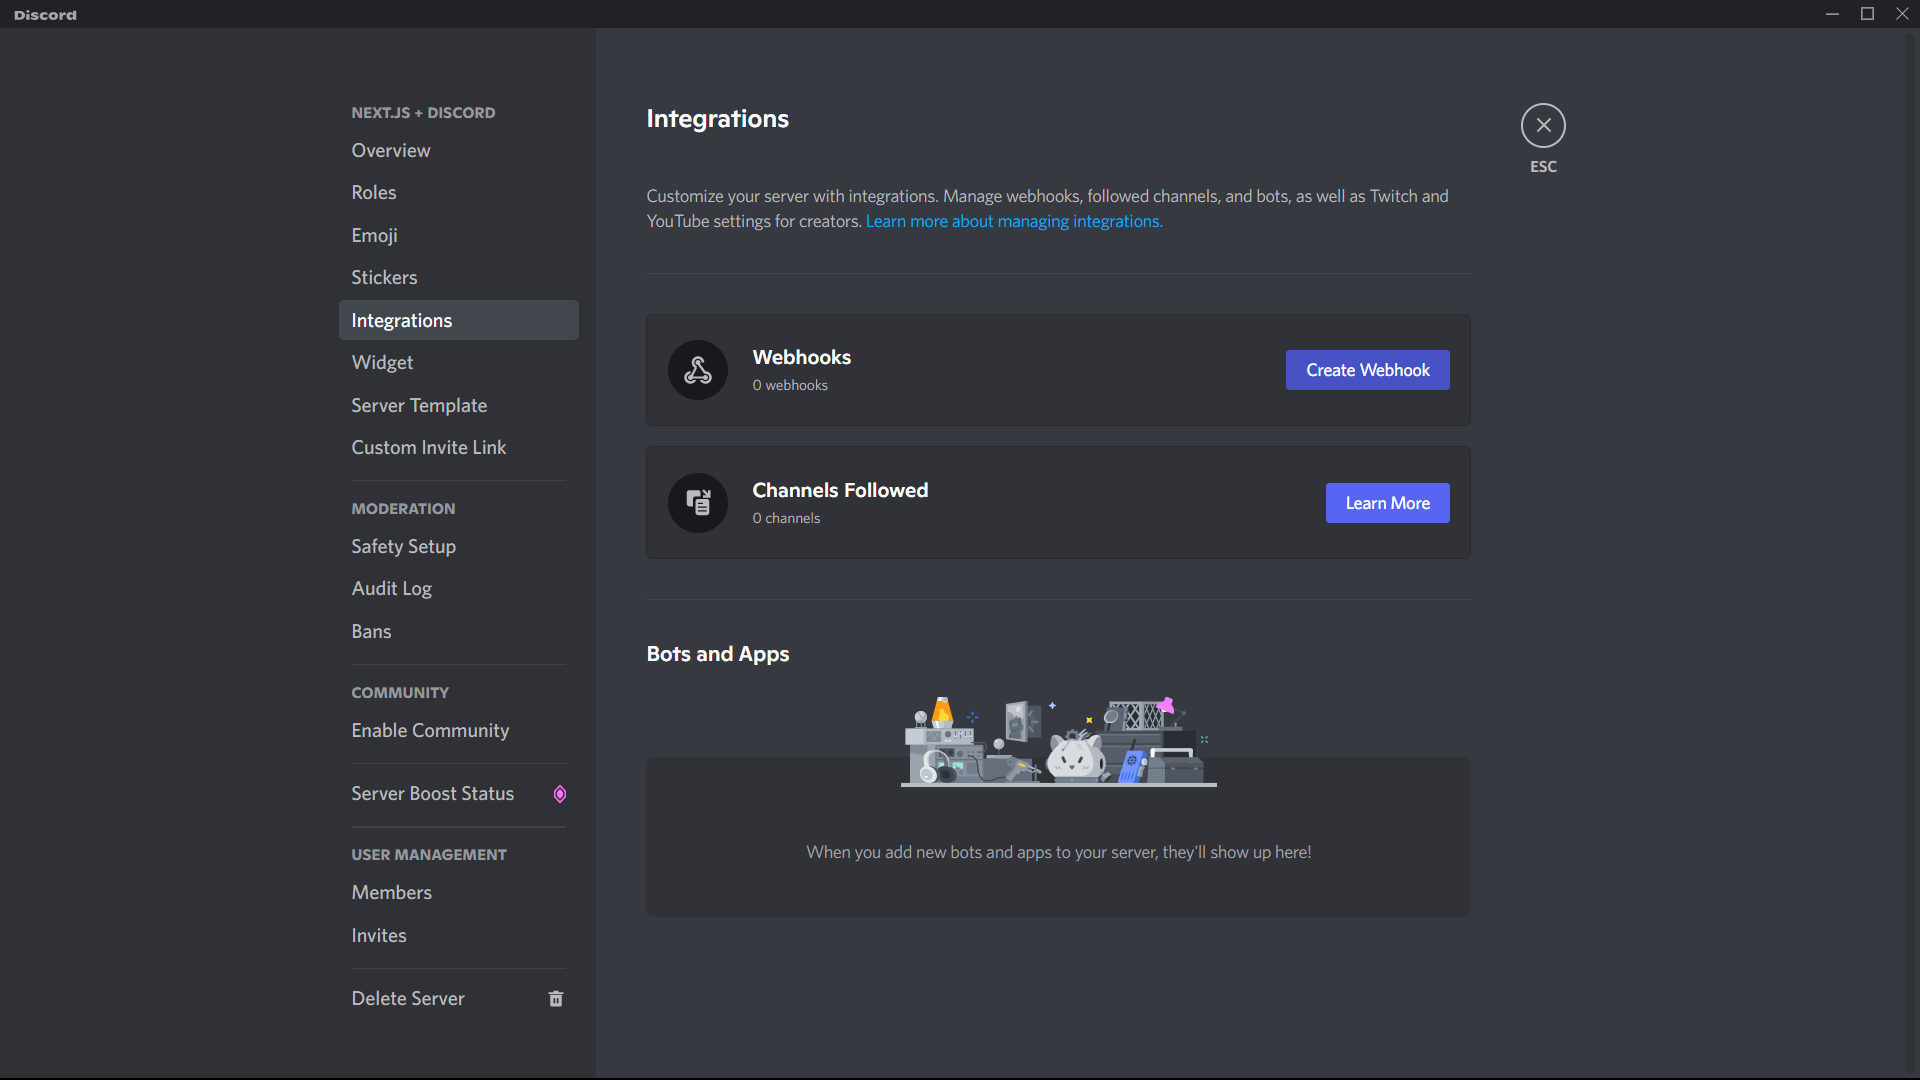 Discord
NEXT.JS + DISCORD
Overview
Roles
Emoji
Stickers
Integrations
Widget
Server Template
Custom Invite Link
MODERATION
Safety Setup
Audit Log
Bans
COMMUNITY
Enable Community
Server Boost Status
USER MANAGEMENT
Members
Invites
Delete Server
Integrations
ESC
Customize your server with integrations. Manage webhooks, followed channels, and bots, as well as Twitch and
YouTube settings for creators. Learn more about managing integrations.
Webhooks
0 webhooks
Create Webhook
Channels Followed
0 channels
Learn More
Bots and Apps
When you add new bots and apps to your server, they'll show up here!